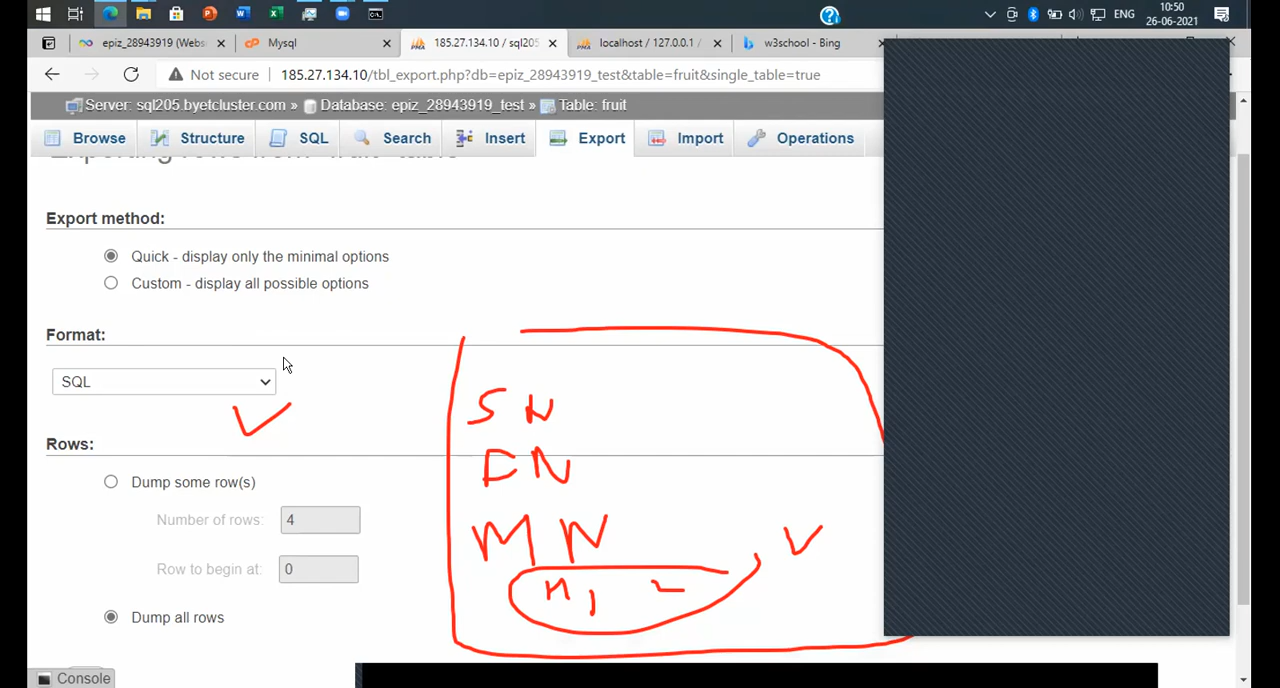 10:50
ENG
26-06-2021
epiz_28943919 (Webs
Mysql
185.27.134.10 / sql205
localhost / 127.0.0.1 /
w3school - Bing
Not secure
185.27.134.10/tbl_export.php?db=epiz_28943919_test&table=fruit&single_table=true
Server: sql205.byetcluster.com » Database: epiz_28943919_test » Table: fruit
Browse Structure SQL Search Insert Export Import Operations
Export method:
Quick - display only the minimal options
Custom - display all possible options
Format:
SQL
S N
Rows:
D N
Dump some row(s)
Number of rows: 4
M N
Row to begin at: 0
Dump all rows
Console